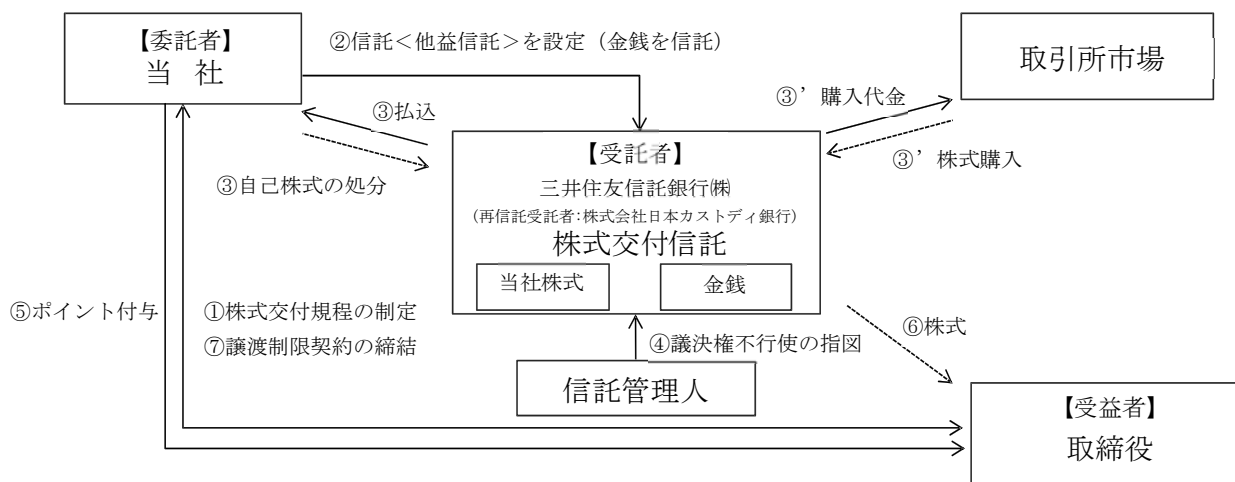 【委託者】
当 社
②信託＜他益信託＞を設定（金銭を信託）
取引所市場
③払込
③’購入代金
③自己株式の処分
③’株式購入
【受託者】
三井住友信託銀行㈱
(再信託受託者:株式会社日本カストディ銀行)
株式交付信託
当社株式
金銭
⑤ポイント付与
①株式交付規程の制定
⑦譲渡制限契約の締結
④議決権不行使の指図
⑥株式
信託管理人
【受益者】
取締役